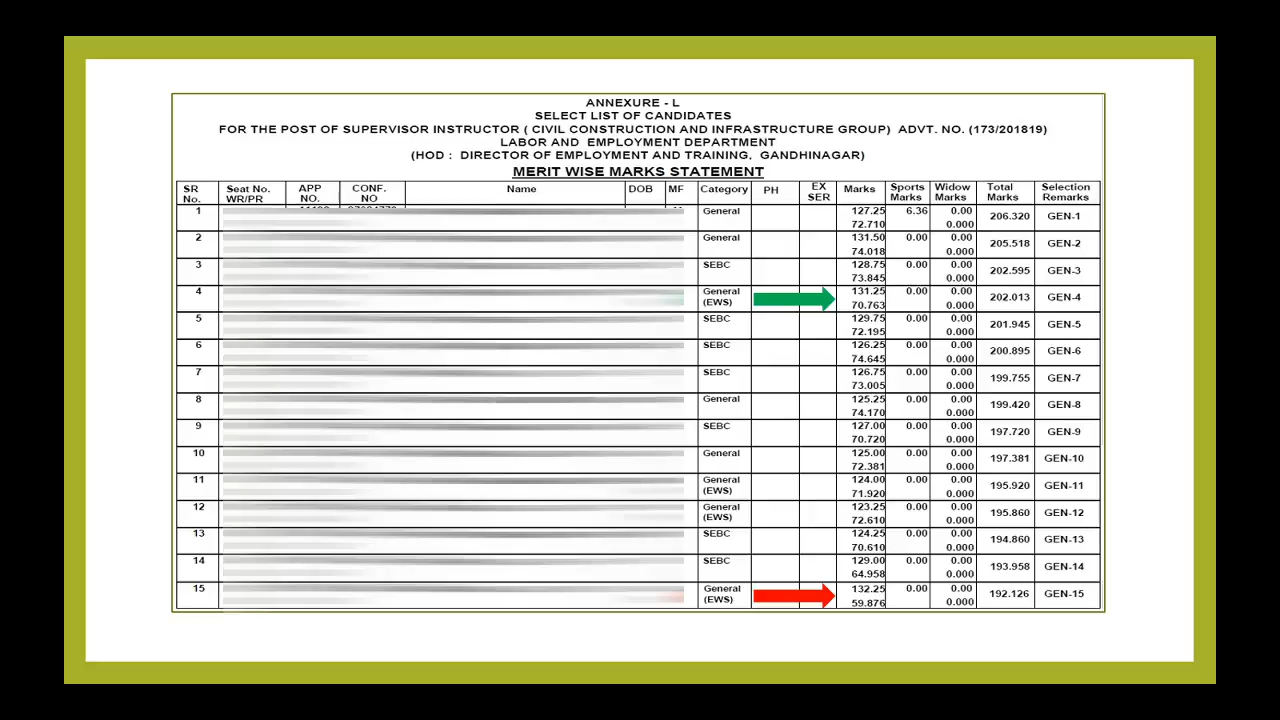 ANNEXURE - L
SELECT LIST OF CANDIDATES
FOR THE POST OF SUPERVISOR INSTRUCTOR ( CIVIL CONSTRUCTION AND INFRASTRUCTURE GROUP) ADVT. NO. (173/201819)
LABOR AND EMPLOYMENT DEPARTMENT
(HOD : DIRECTOR OF EMPLOYMENT AND TRAINING, GANDHINAGAR)
MERIT WISE MARKS STATEMENT
SR No. Seat No. WR/PR APP NO. CONF. NO Name DOB MF Category PH EX SER Marks Sports Marks Widow Marks Total Marks Selection Remarks
1 General 127.25 6.36 0.00 206.320 GEN-1
72.710 0.000
2 General 131.50 0.00 0.00 205.518 GEN-2
74.018 0.000
3 SEBC 128.75 0.00 0.00 202.595 GEN-3
73.845 0.000
4 General (EWS) 131.25 0.00 0.00 202.013 GEN-4
70.763 0.000
5 SEBC 129.75 0.00 0.00 201.945 GEN-5
72.195 0.000
6 SEBC 126.25 0.00 0.00 200.895 GEN-6
74.645 0.000
7 SEBC 126.75 0.00 0.00 199.755 GEN-7
73.005 0.000
8 General 125.25 0.00 0.00 199.420 GEN-8
74.170 0.000
9 SEBC 127.00 0.00 0.00 197.720 GEN-9
70.720 0.000
10 General 125.00 0.00 0.00 197.381 GEN-10
72.381 0.000
11 General (EWS) 124.00 0.00 0.00 195.920 GEN-11
71.920 0.000
12 General (EWS) 123.25 0.00 0.00 195.860 GEN-12
72.610 0.000
13 SEBC 124.25 0.00 0.00 194.860 GEN-13
70.610 0.000
14 SEBC 129.00 0.00 0.00 193.958 GEN-14
64.958 0.000
15 General (EWS) 132.25 0.00 0.00 192.126 GEN-15
59.876 0.000